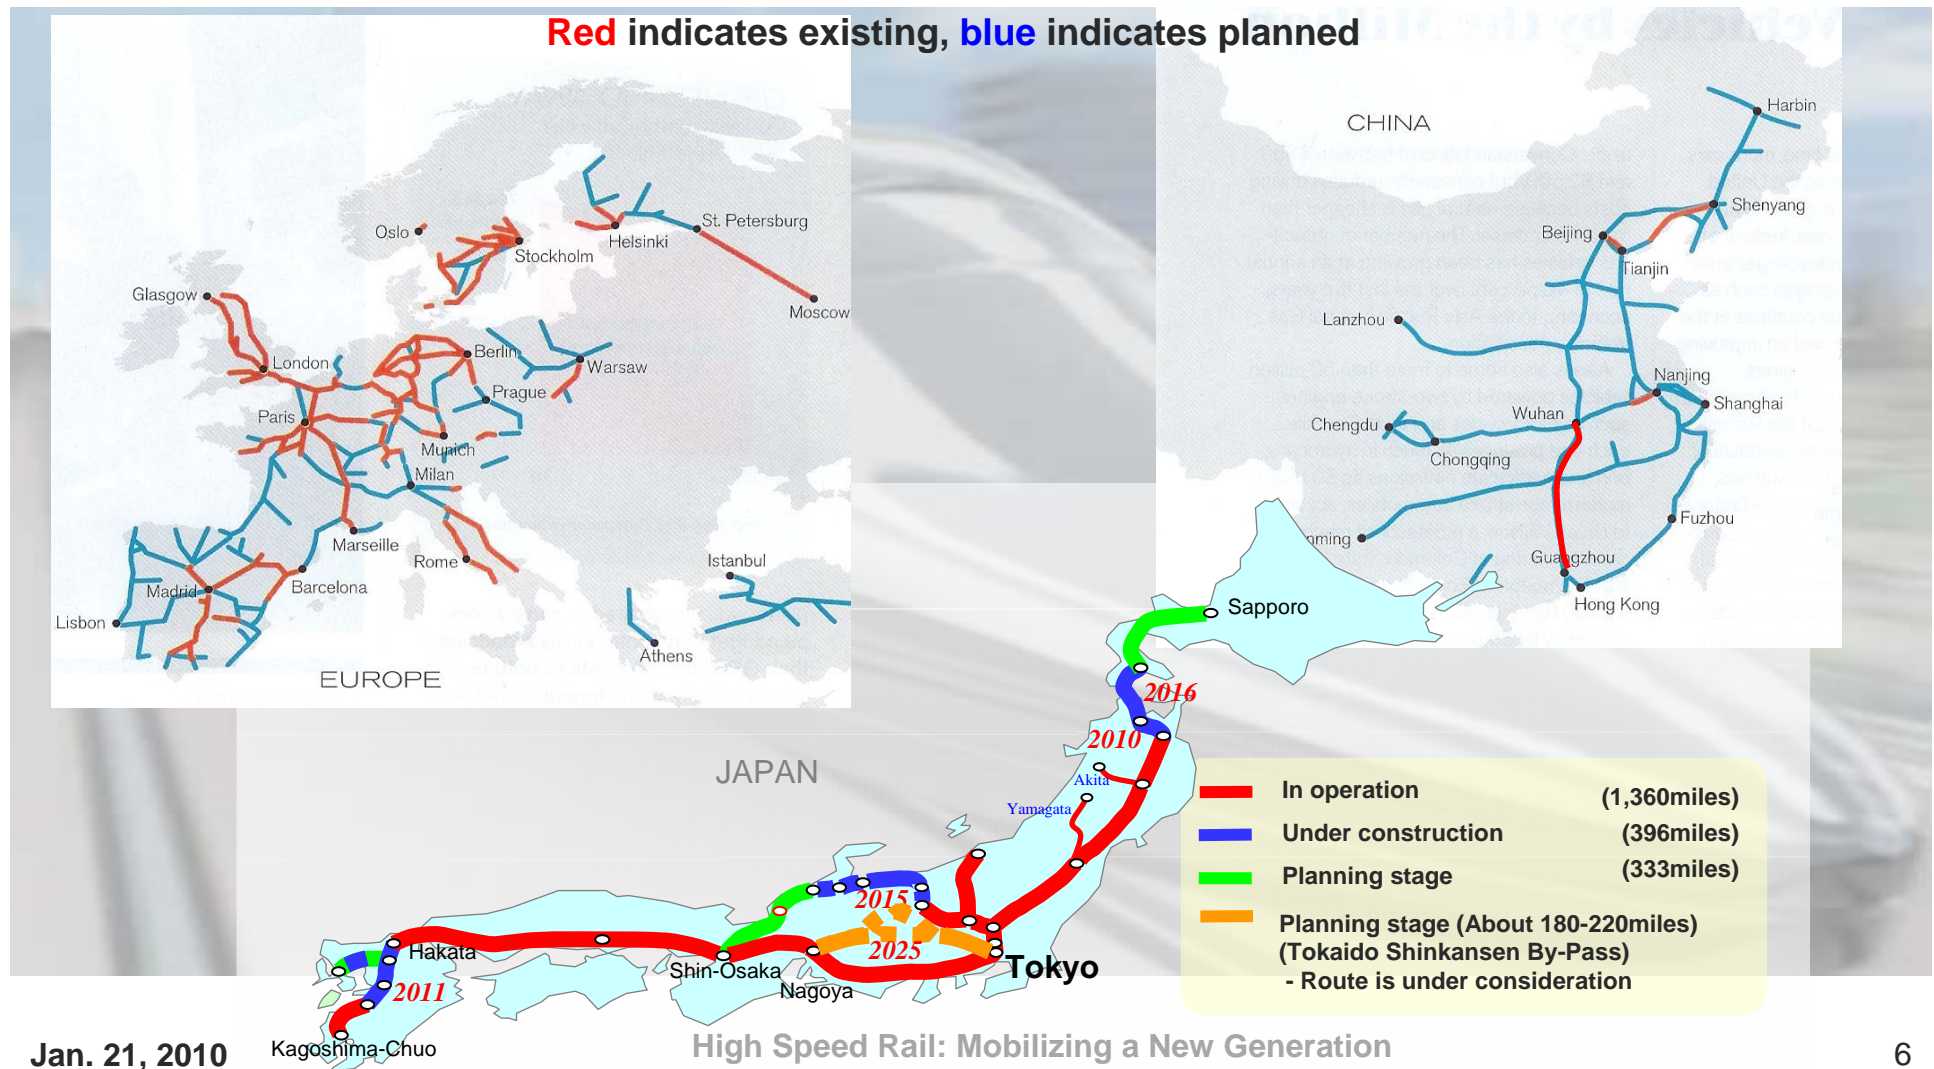 Red indicates existing, blue indicates planned
Oslo
Stockholm
Helsinki
St. Petersburg
Moscow
Glasgow
London
Berlin
Warsaw
Prague
Paris
Munich
Milan
Marseille
Rome
Istanbul
Madrid
Barcelona
Lisbon
Athens
EUROPE
CHINA
Harbin
Shenyang
Beijing
Tianjin
Lanzhou
Nanjing
Shanghai
Wuhan
Chengdu
Chongqing
Fuzhou
nming
Guangzhou
Hong Kong
Sapporo
2016
2010
JAPAN
Akita
Yamagata
2015
2025
Hakata
Shin-Osaka
Nagoya
Tokyo
2011
Kagoshima-Chuo
In operation (1,360miles)
Under construction (396miles)
Planning stage (333miles)
Planning stage (About 180-220miles)
(Tokaido Shinkansen By-Pass)
- Route is under consideration
Jan. 21, 2010
High Speed Rail: Mobilizing a New Generation
6